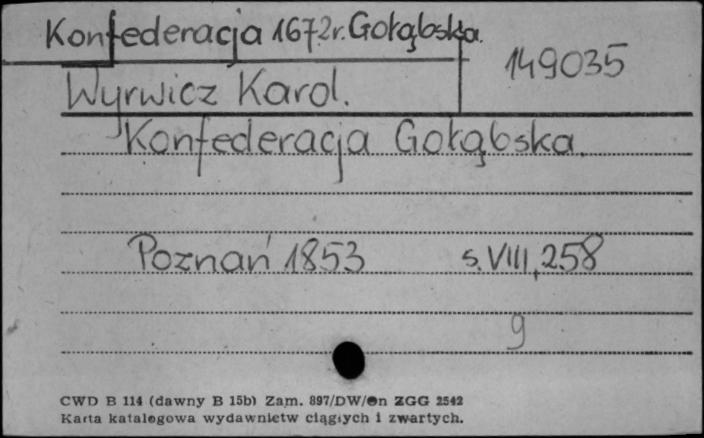 Konfederacja 1672r. Gołąbska.
149035
Wyrwicz Karol.
Konfederacja Gołąbska.
Poznań 1853 s. VIII, 258
9
CWD B 114 (dawny B 15b) Zam. 897/DW/on ZGG 2542
Karta katalogowa wydawnictw ciągłych i zwartych.